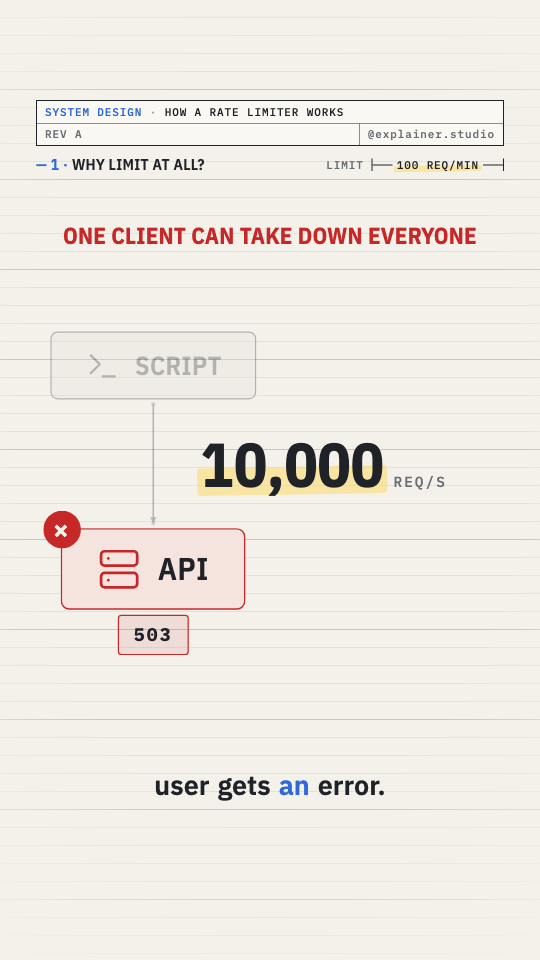 SYSTEM DESIGN · HOW A RATE LIMITER WORKS
REV A
@explainer.studio
1 · WHY LIMIT AT ALL?
LIMIT 100 REQ/MIN
ONE CLIENT CAN TAKE DOWN EVERYONE
>_ SCRIPT
10,000 REQ/S
API
503
user gets an error.